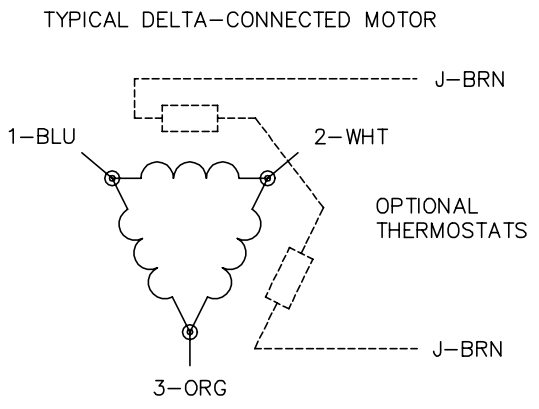 TYPICAL DELTA-CONNECTED MOTOR
J-BRN
1-BLU
2-WHT
OPTIONAL
THERMOSTATS
J-BRN
3-ORG